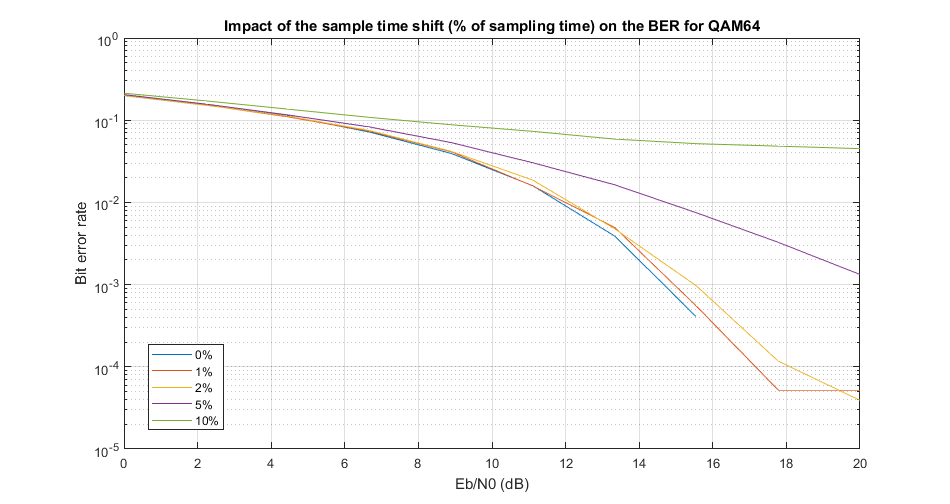 Impact of the sample time shift (% of sampling time) on the BER for QAM64
10^0
10^-1
10^-2
10^-3
10^-4
10^-5
Bit error rate
0%
1%
2%
5%
10%
0 2 4 6 8 10 12 14 16 18 20
Eb/N0 (dB)